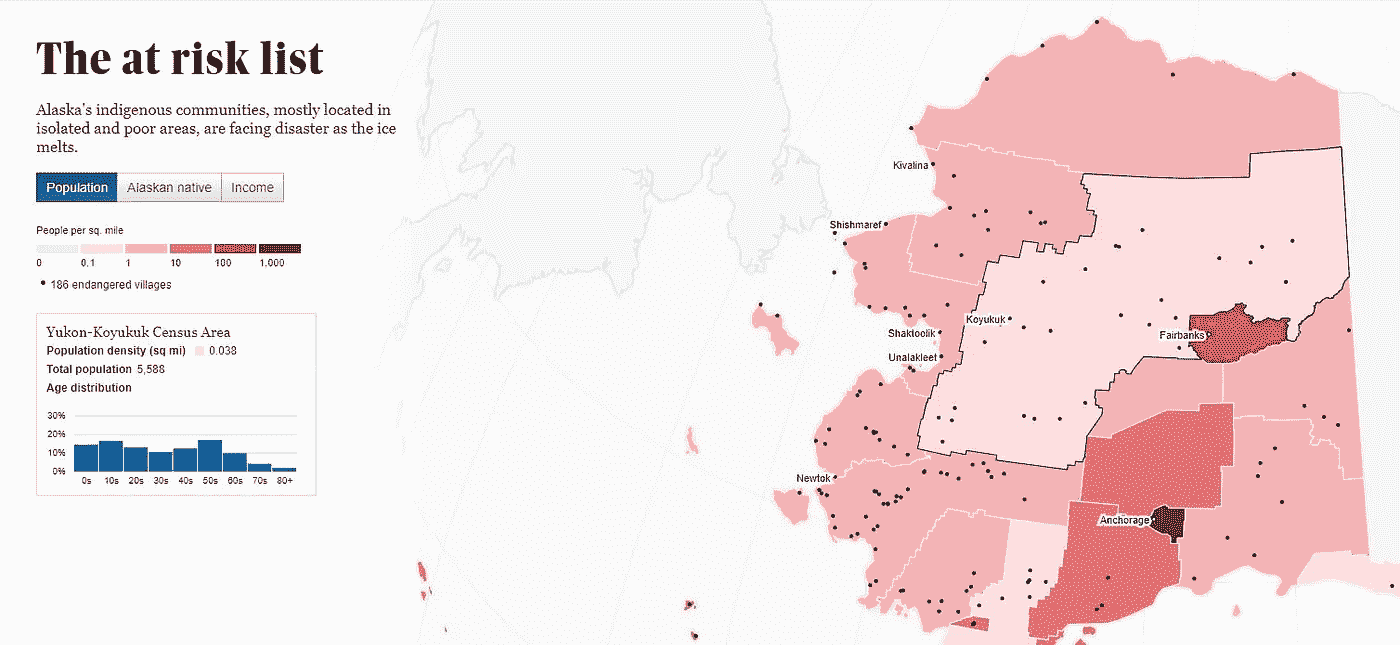 The at risk list
Alaska's indigenous communities, mostly located in
isolated and poor areas, are facing disaster as the ice
melts.
Population
Alaskan native
Income
People per sq. mile
0
0.1
1
10
100
1,000
186 endangered villages
Yukon-Koyukuk Census Area
Population density (sq mi) 0.038
Total population 5,588
Age distribution
30%
20%
10%
0%
0s 10s 20s 30s 40s 50s 60s 70s 80+
Kivalina
Shishmaref
Koyukuk
Shaktoolik
Fairbanks
Unalakleet
Newtok
Anchorage